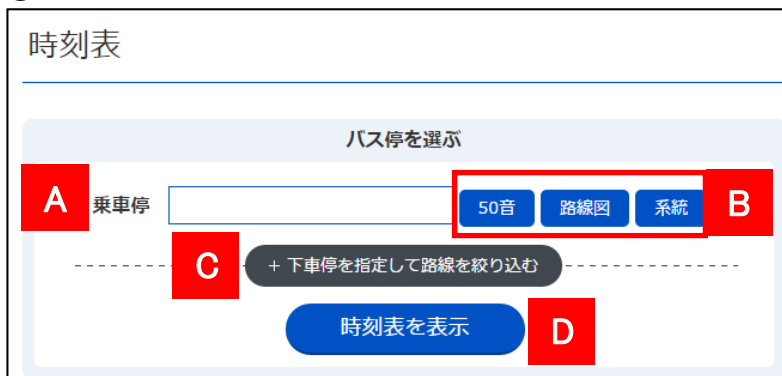 時刻表
バス停を選ぶ
A 乗車停 50音 路線図 系統 B
C + 下車停を指定して路線を絞り込む
時刻表を表示 D